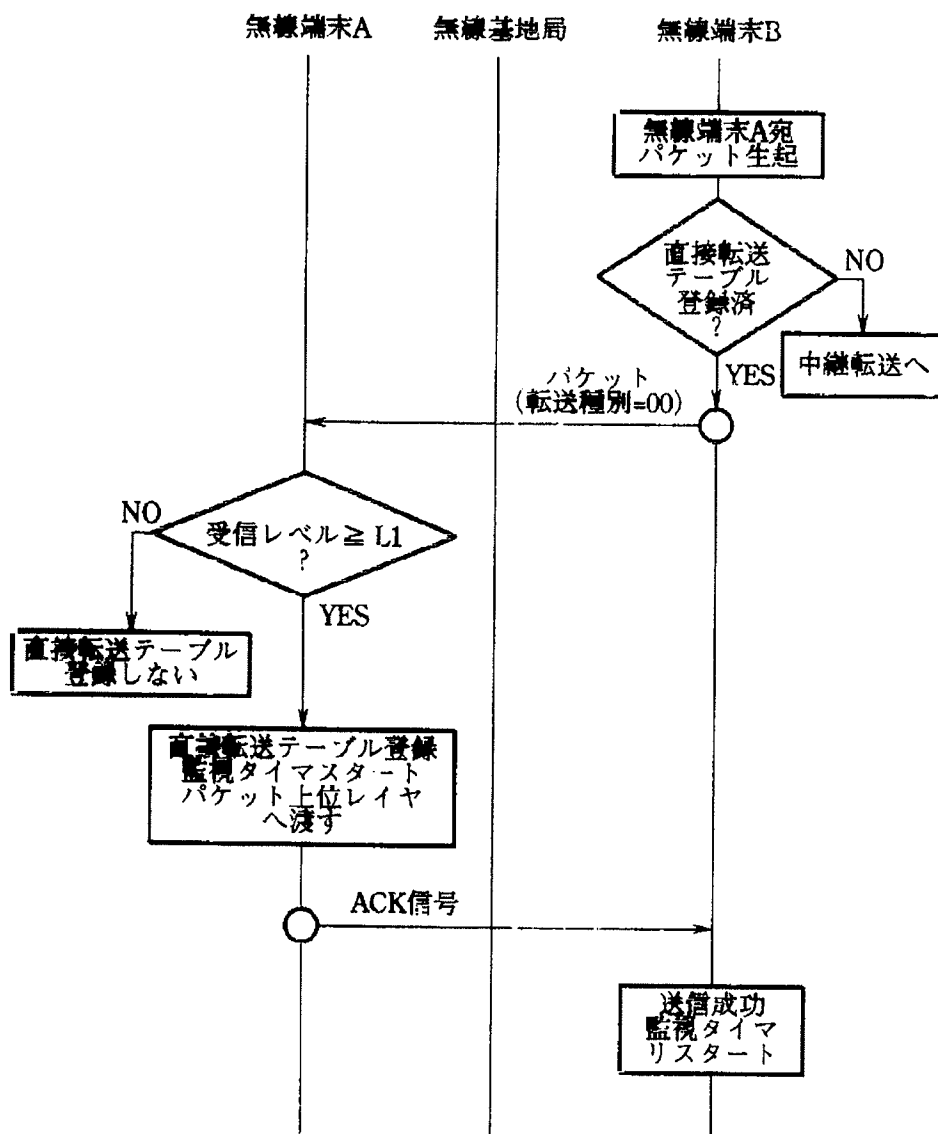 無線端末A
無線基地局
無線端末B
無線端末A宛
パケット生起
直接転送
テーブル
登録済
?
NO
中継転送へ
YES
パケット
(転送種別=00)
受信レベル≧L1
?
NO
YES
直接転送テーブル
登録しない
直接転送テーブル登録
監視タイマスタート
パケット上位レイヤ
へ渡す
ACK信号
送信成功
監視タイマ
リスタート